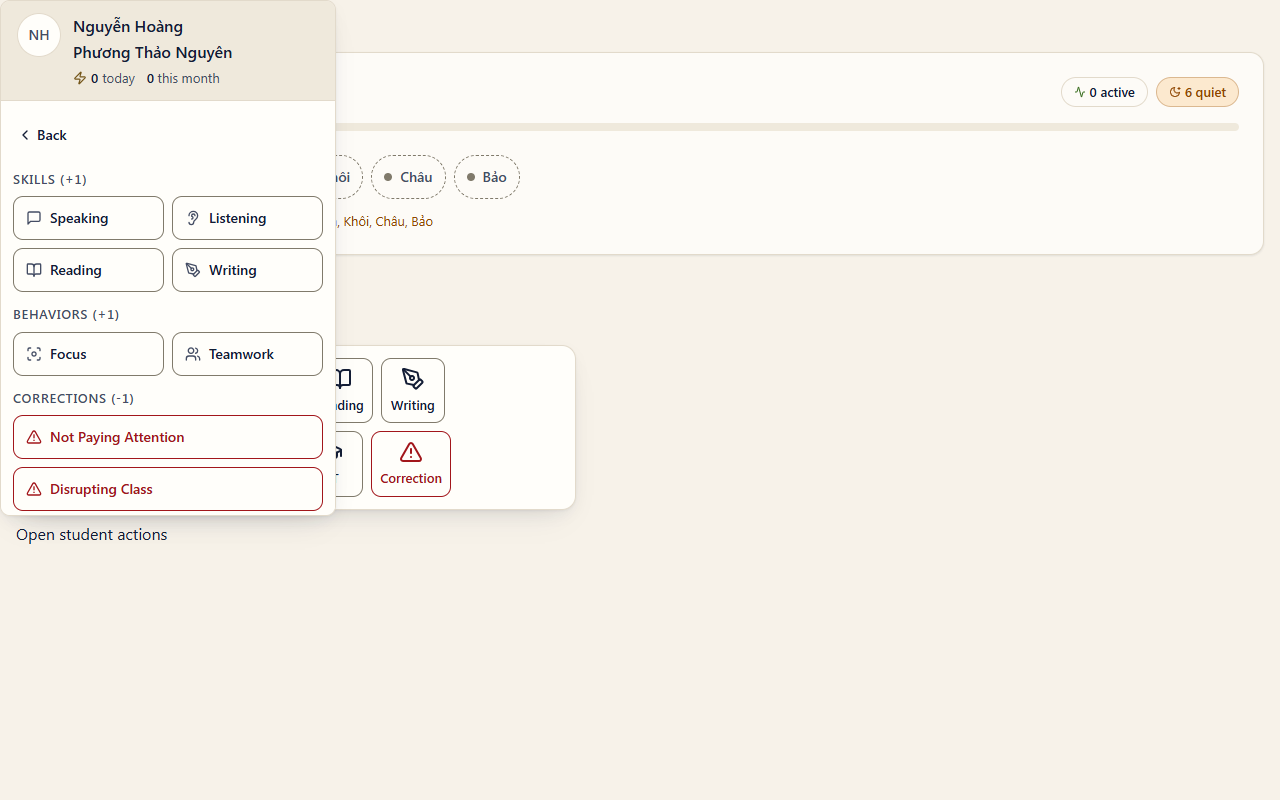 NH
Nguyễn Hoàng
Phương Thảo Nguyên
0 today 0 this month
Back
SKILLS (+1)
Speaking
Listening
Reading
Writing
BEHAVIORS (+1)
Focus
Teamwork
CORRECTIONS (-1)
Not Paying Attention
Disrupting Class
0 active
6 quiet
Châu
Bảo
, Khôi, Châu, Bảo
Writing
Correction
Open student actions